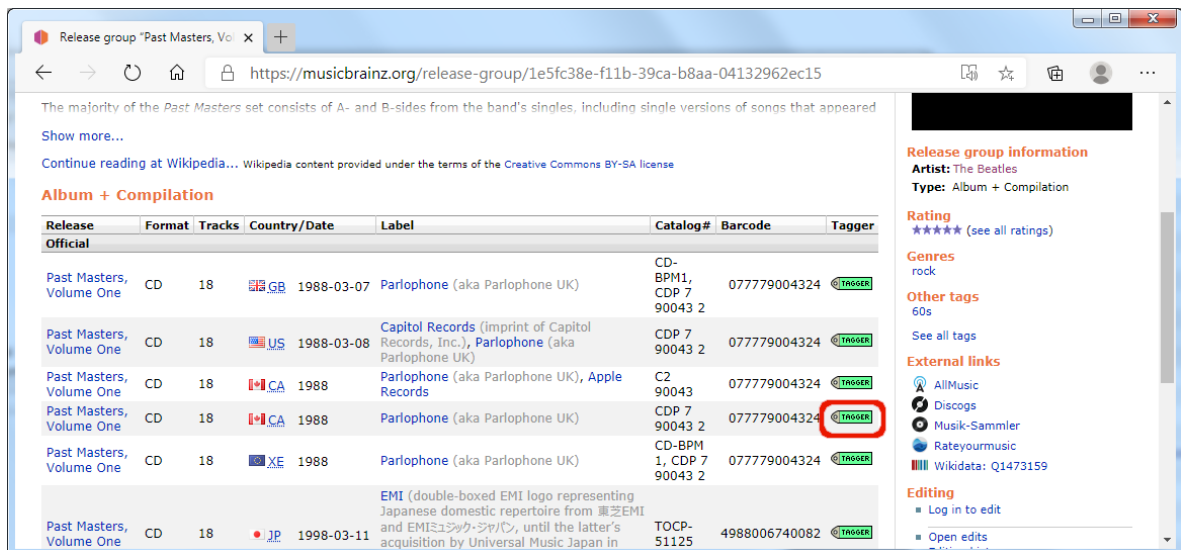 Release group "Past Masters, Vol
https://musicbrainz.org/release-group/1e5fc38e-f11b-39ca-b8aa-04132962ec15
The majority of the Past Masters set consists of A- and B-sides from the band's singles, including single versions of songs that appeared
Show more...
Continue reading at Wikipedia... Wikipedia content provided under the terms of the Creative Commons BY-SA license
Album + Compilation
Release Format Tracks Country/Date Label Catalog# Barcode Tagger
Official
Past Masters, Volume One CD 18 GB 1988-03-07 Parlophone (aka Parlophone UK) CD-BPM1, CDP 7 90043 2 077779004324 TAGGER
Past Masters, Volume One CD 18 US 1988-03-08 Capitol Records (imprint of Capitol Records, Inc.), Parlophone (aka Parlophone UK) CDP 7 90043 2 077779004324 TAGGER
Past Masters, Volume One CD 18 CA 1988 Parlophone (aka Parlophone UK), Apple Records C2 90043 077779004324 TAGGER
Past Masters, Volume One CD 18 CA 1988 Parlophone (aka Parlophone UK) CDP 7 90043 2 077779004324 TAGGER
Past Masters, Volume One CD 18 XE 1988 Parlophone (aka Parlophone UK) CD-BPM 1, CDP 7 90043 2 077779004324 TAGGER
Past Masters, Volume One CD 18 JP 1998-03-11 EMI (double-boxed EMI logo representing Japanese domestic repertoire from 東芝EMI and EMIミュージック・ジャパン, until the latter's acquisition by Universal Music Japan in TOCP-51125 4988006740082 TAGGER
Release group information
Artist: The Beatles
Type: Album + Compilation
Rating
★★★★★ (see all ratings)
Genres
rock
Other tags
60s
See all tags
External links
AllMusic
Discogs
Musik-Sammler
Rateyourmusic
Wikidata: Q1473159
Editing
Log in to edit
Open edits